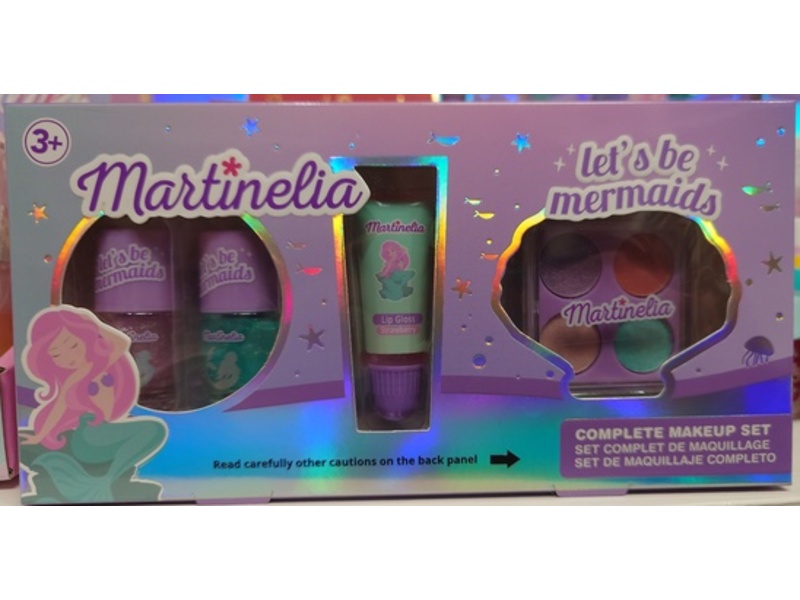 3+
Martinelia
let's be
mermaids
let's be
mermaids
let's be
mermaids
Martinelia
Martinelia
Lip Gloss
Strawberry
Martinelia
Read carefully other cautions on the back panel
COMPLETE MAKEUP SET
SET COMPLET DE MAQUILLAGE
SET DE MAQUILLAJE COMPLETO